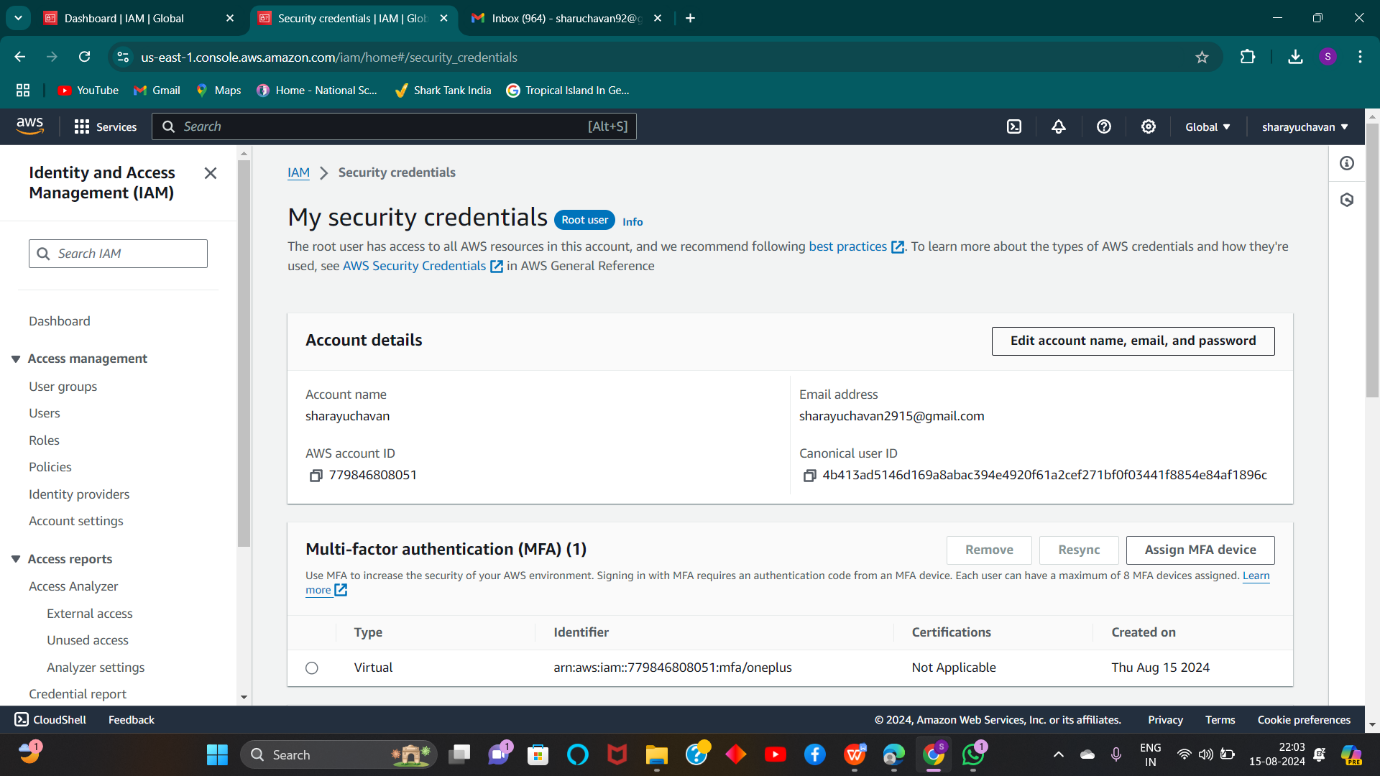 Dashboard | IAM | Global
Security credentials | IAM | Glob
Inbox (964) - sharuchavan92@g
us-east-1.console.aws.amazon.com/iam/home#/security_credentials
S
YouTube
Gmail
Maps
Home - National Sc...
Shark Tank India
Tropical Island In Ge...
aws
Services
Search
[Alt+S]
Global
sharayuchavan
Identity and Access
Management (IAM)
Search IAM
Dashboard
Access management
User groups
Users
Roles
Policies
Identity providers
Account settings
Access reports
Access Analyzer
External access
Unused access
Analyzer settings
Credential report
IAM > Security credentials
My security credentials Root user Info
The root user has access to all AWS resources in this account, and we recommend following best practices . To learn more about the types of AWS credentials and how they're
used, see AWS Security Credentials in AWS General Reference
Account details
Edit account name, email, and password
Account name
sharayuchavan
Email address
sharayuchavan2915@gmail.com
AWS account ID
779846808051
Canonical user ID
4b413ad5146d169a8abac394e4920f61a2cef271bf0f03441f8854e84af1896c
Multi-factor authentication (MFA) (1)
Remove
Resync
Assign MFA device
Use MFA to increase the security of your AWS environment. Signing in with MFA requires an authentication code from an MFA device. Each user can have a maximum of 8 MFA devices assigned. Learn
more
Type Identifier Certifications Created on
Virtual arn:aws:iam::779846808051:mfa/oneplus Not Applicable Thu Aug 15 2024
CloudShell
Feedback
© 2024, Amazon Web Services, Inc. or its affiliates.
Privacy
Terms
Cookie preferences
1
Search
1
1
ENG
IN
22:03
15-08-2024
PRE